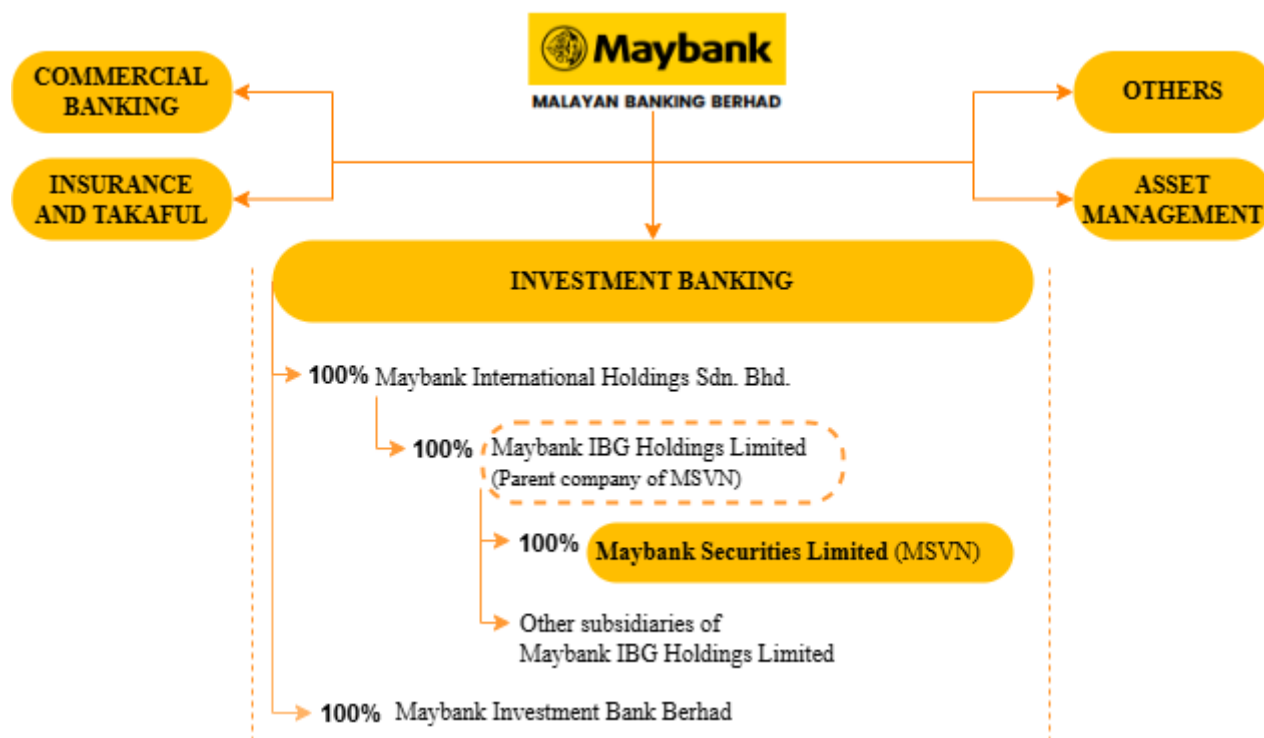 Maybank
MALAYAN BANKING BERHAD
COMMERCIAL
BANKING
OTHERS
INSURANCE
AND TAKAFUL
ASSET
MANAGEMENT
INVESTMENT BANKING
100% Maybank International Holdings Sdn. Bhd.
100% Maybank IBG Holdings Limited
(Parent company of MSVN)
100% Maybank Securities Limited (MSVN)
Other subsidiaries of
Maybank IBG Holdings Limited
100% Maybank Investment Bank Berhad